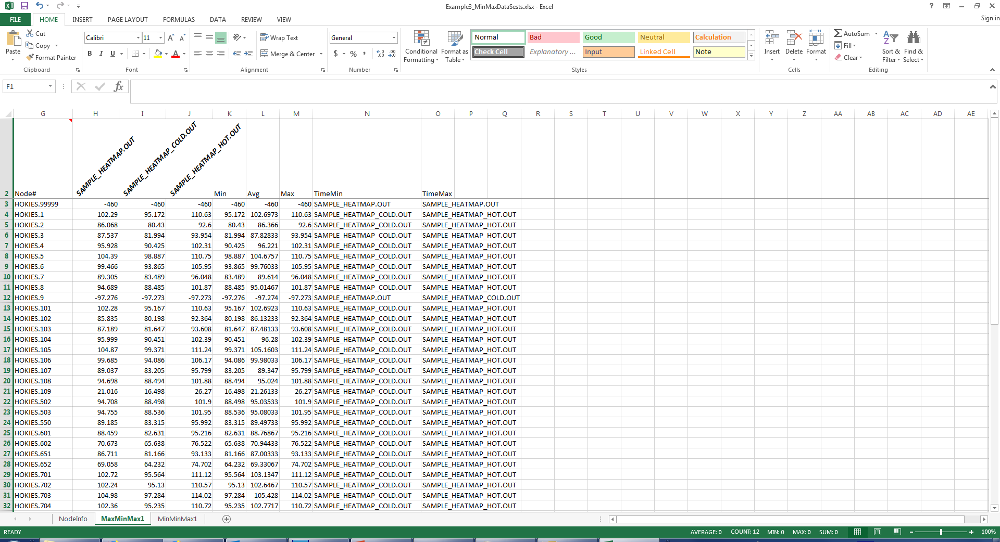 Example3_MinMaxDataSests.xlsx - Excel
FILE HOME INSERT PAGE LAYOUT FORMULAS DATA REVIEW VIEW Sign in
Paste Cut Copy Format Painter Clipboard
Calibri 11 B I U Font
Wrap Text Merge & Center Alignment
General $ % , Number
Conditional Formatting Format as Table
Normal Bad Good Neutral Calculation
Check Cell Explanatory ... Input Linked Cell Note
Styles
Insert Delete Format Cells
AutoSum Fill Clear Sort & Filter Find & Select Editing
F1 fx
G H I J K L M N O P Q R S T U V W X Y Z AA AB AC AD AE
2 Node# SAMPLE_HEATMAP.OUT SAMPLE_HEATMAP_COLD.OUT SAMPLE_HEATMAP_HOT.OUT Min Avg Max TimeMin TimeMax
3 HOKIES.99999 -460 -460 -460 -460 -460 -460 SAMPLE_HEATMAP.OUT SAMPLE_HEATMAP.OUT
4 HOKIES.1 102.29 95.172 110.63 95.172 102.6973 110.63 SAMPLE_HEATMAP_COLD.OUT SAMPLE_HEATMAP_HOT.OUT
5 HOKIES.2 86.068 80.43 92.6 80.43 86.366 92.6 SAMPLE_HEATMAP_COLD.OUT SAMPLE_HEATMAP_HOT.OUT
6 HOKIES.3 87.537 81.994 93.954 81.994 87.82833 93.954 SAMPLE_HEATMAP_COLD.OUT SAMPLE_HEATMAP_HOT.OUT
7 HOKIES.4 95.928 90.425 102.31 90.425 96.221 102.31 SAMPLE_HEATMAP_COLD.OUT SAMPLE_HEATMAP_HOT.OUT
8 HOKIES.5 104.39 98.887 110.75 98.887 104.6757 110.75 SAMPLE_HEATMAP_COLD.OUT SAMPLE_HEATMAP_HOT.OUT
9 HOKIES.6 99.466 93.865 105.95 93.865 99.76033 105.95 SAMPLE_HEATMAP_COLD.OUT SAMPLE_HEATMAP_HOT.OUT
10 HOKIES.7 89.305 83.489 96.048 83.489 89.614 96.048 SAMPLE_HEATMAP_COLD.OUT SAMPLE_HEATMAP_HOT.OUT
11 HOKIES.8 94.689 88.485 101.87 88.485 95.01467 101.87 SAMPLE_HEATMAP_COLD.OUT SAMPLE_HEATMAP_HOT.OUT
12 HOKIES.9 -97.276 -97.273 -97.273 -97.276 -97.274 -97.273 SAMPLE_HEATMAP.OUT SAMPLE_HEATMAP_COLD.OUT
13 HOKIES.101 102.28 95.167 110.63 95.167 102.6923 110.63 SAMPLE_HEATMAP_COLD.OUT SAMPLE_HEATMAP_HOT.OUT
14 HOKIES.102 85.835 80.198 92.364 80.198 86.13233 92.364 SAMPLE_HEATMAP_COLD.OUT SAMPLE_HEATMAP_HOT.OUT
15 HOKIES.103 87.189 81.647 93.608 81.647 87.48133 93.608 SAMPLE_HEATMAP_COLD.OUT SAMPLE_HEATMAP_HOT.OUT
16 HOKIES.104 95.999 90.451 102.39 90.451 96.28 102.39 SAMPLE_HEATMAP_COLD.OUT SAMPLE_HEATMAP_HOT.OUT
17 HOKIES.105 104.87 99.371 111.24 99.371 105.1603 111.24 SAMPLE_HEATMAP_COLD.OUT SAMPLE_HEATMAP_HOT.OUT
18 HOKIES.106 99.685 94.086 106.17 94.086 99.98033 106.17 SAMPLE_HEATMAP_COLD.OUT SAMPLE_HEATMAP_HOT.OUT
19 HOKIES.107 89.037 83.205 95.799 83.205 89.347 95.799 SAMPLE_HEATMAP_COLD.OUT SAMPLE_HEATMAP_HOT.OUT
20 HOKIES.108 94.698 88.494 101.88 88.494 95.024 101.88 SAMPLE_HEATMAP_COLD.OUT SAMPLE_HEATMAP_HOT.OUT
21 HOKIES.109 21.016 16.498 26.27 16.498 21.26133 26.27 SAMPLE_HEATMAP_COLD.OUT SAMPLE_HEATMAP_HOT.OUT
22 HOKIES.502 94.708 88.498 101.9 88.498 95.03533 101.9 SAMPLE_HEATMAP_COLD.OUT SAMPLE_HEATMAP_HOT.OUT
23 HOKIES.503 94.755 88.536 101.95 88.536 95.08033 101.95 SAMPLE_HEATMAP_COLD.OUT SAMPLE_HEATMAP_HOT.OUT
24 HOKIES.550 89.185 83.315 95.992 83.315 89.49733 95.992 SAMPLE_HEATMAP_COLD.OUT SAMPLE_HEATMAP_HOT.OUT
25 HOKIES.601 88.459 82.631 95.216 82.631 88.76867 95.216 SAMPLE_HEATMAP_COLD.OUT SAMPLE_HEATMAP_HOT.OUT
26 HOKIES.602 70.673 65.638 76.522 65.638 70.94433 76.522 SAMPLE_HEATMAP_COLD.OUT SAMPLE_HEATMAP_HOT.OUT
27 HOKIES.651 86.711 81.166 93.133 81.166 87.00333 93.133 SAMPLE_HEATMAP_COLD.OUT SAMPLE_HEATMAP_HOT.OUT
28 HOKIES.652 69.058 64.232 74.702 64.232 69.33067 74.702 SAMPLE_HEATMAP_COLD.OUT SAMPLE_HEATMAP_HOT.OUT
29 HOKIES.701 102.72 95.564 111.12 95.564 103.1347 111.12 SAMPLE_HEATMAP_COLD.OUT SAMPLE_HEATMAP_HOT.OUT
30 HOKIES.702 102.24 95.13 110.57 95.13 102.6467 110.57 SAMPLE_HEATMAP_COLD.OUT SAMPLE_HEATMAP_HOT.OUT
31 HOKIES.703 104.98 97.284 114.02 97.284 105.428 114.02 SAMPLE_HEATMAP_COLD.OUT SAMPLE_HEATMAP_HOT.OUT
32 HOKIES.704 102.36 95.235 110.72 95.235 102.7717 110.72 SAMPLE_HEATMAP_COLD.OUT SAMPLE_HEATMAP_HOT.OUT
NodeInfo MaxMinMax1 MinMinMax1
READY AVERAGE: 0 COUNT: 12 MIN: 0 MAX: 0 SUM: 0 100%